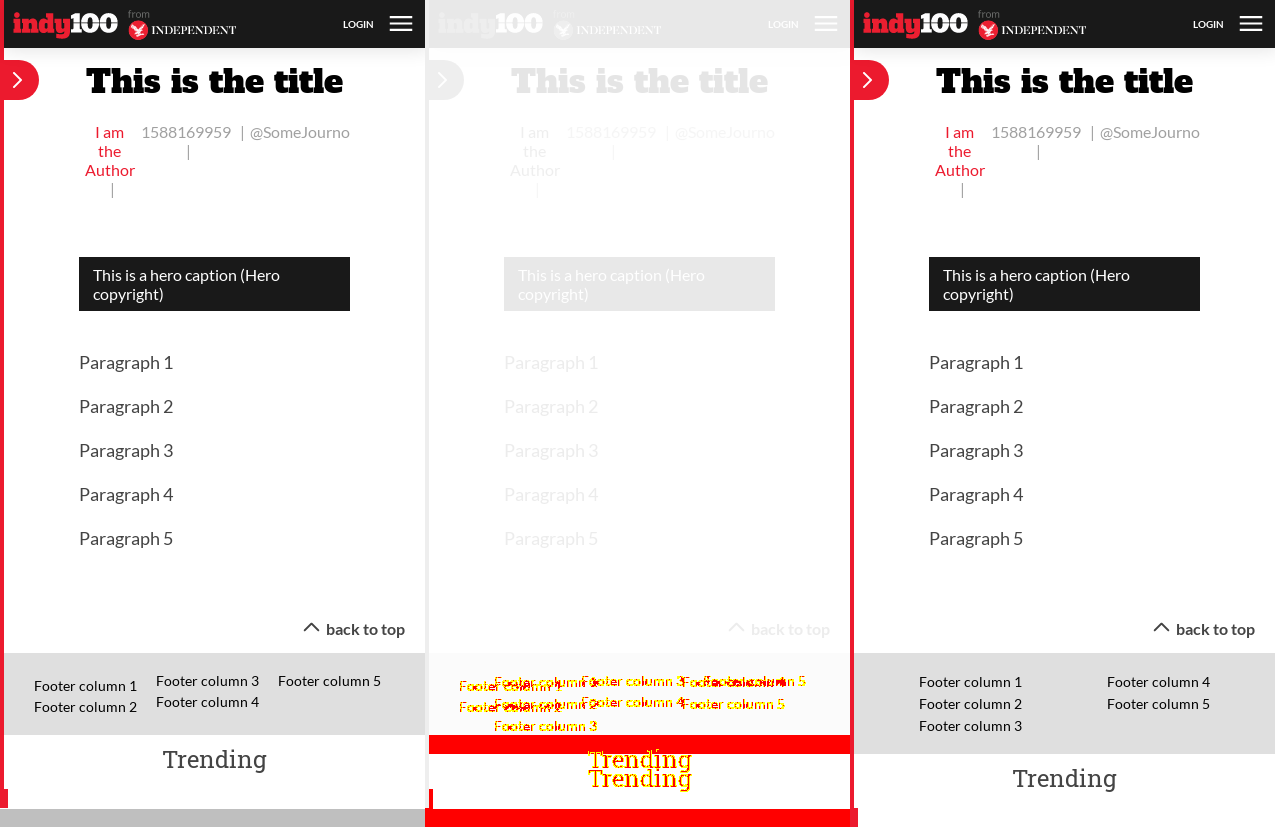 indy100 from INDEPENDENT LOGIN
This is the title
I am the Author |
1588169959 |
| @SomeJourno
This is a hero caption (Hero
copyright)
Paragraph 1
Paragraph 2
Paragraph 3
Paragraph 4
Paragraph 5
back to top
Footer column 1
Footer column 2
Footer column 3
Footer column 4
Footer column 5
Trending
indy100 from INDEPENDENT LOGIN
This is the title
I am the Author |
1588169959 |
| @SomeJourno
This is a hero caption (Hero
copyright)
Paragraph 1
Paragraph 2
Paragraph 3
Paragraph 4
Paragraph 5
back to top
Footer column 3
Footer column 4
Footer column 5
Footer column 2
Footer column 3
Trending
Trending
indy100 from INDEPENDENT LOGIN
This is the title
I am the Author |
1588169959 |
| @SomeJourno
This is a hero caption (Hero
copyright)
Paragraph 1
Paragraph 2
Paragraph 3
Paragraph 4
Paragraph 5
back to top
Footer column 1
Footer column 2
Footer column 3
Footer column 4
Footer column 5
Trending